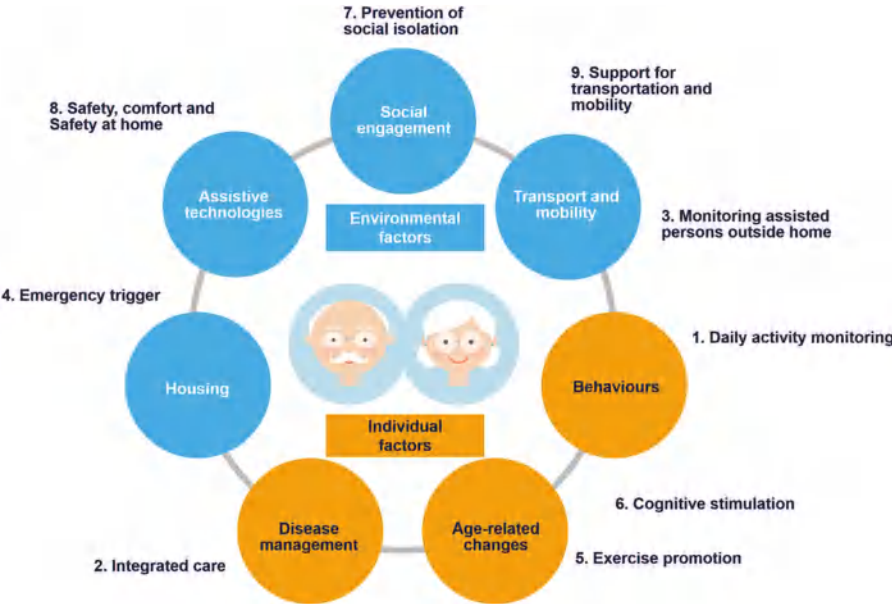 7. Prevention of
social isolation
9. Support for
transportation and
mobility
8. Safety, comfort and
Safety at home
Social
engagement
Assistive
technologies
Transport and
mobility
Environmental
factors
3. Monitoring assisted
persons outside home
4. Emergency trigger
1. Daily activity monitoring
Housing
Behaviours
Individual
factors
6. Cognitive stimulation
Disease
management
Age-related
changes
2. Integrated care
5. Exercise promotion